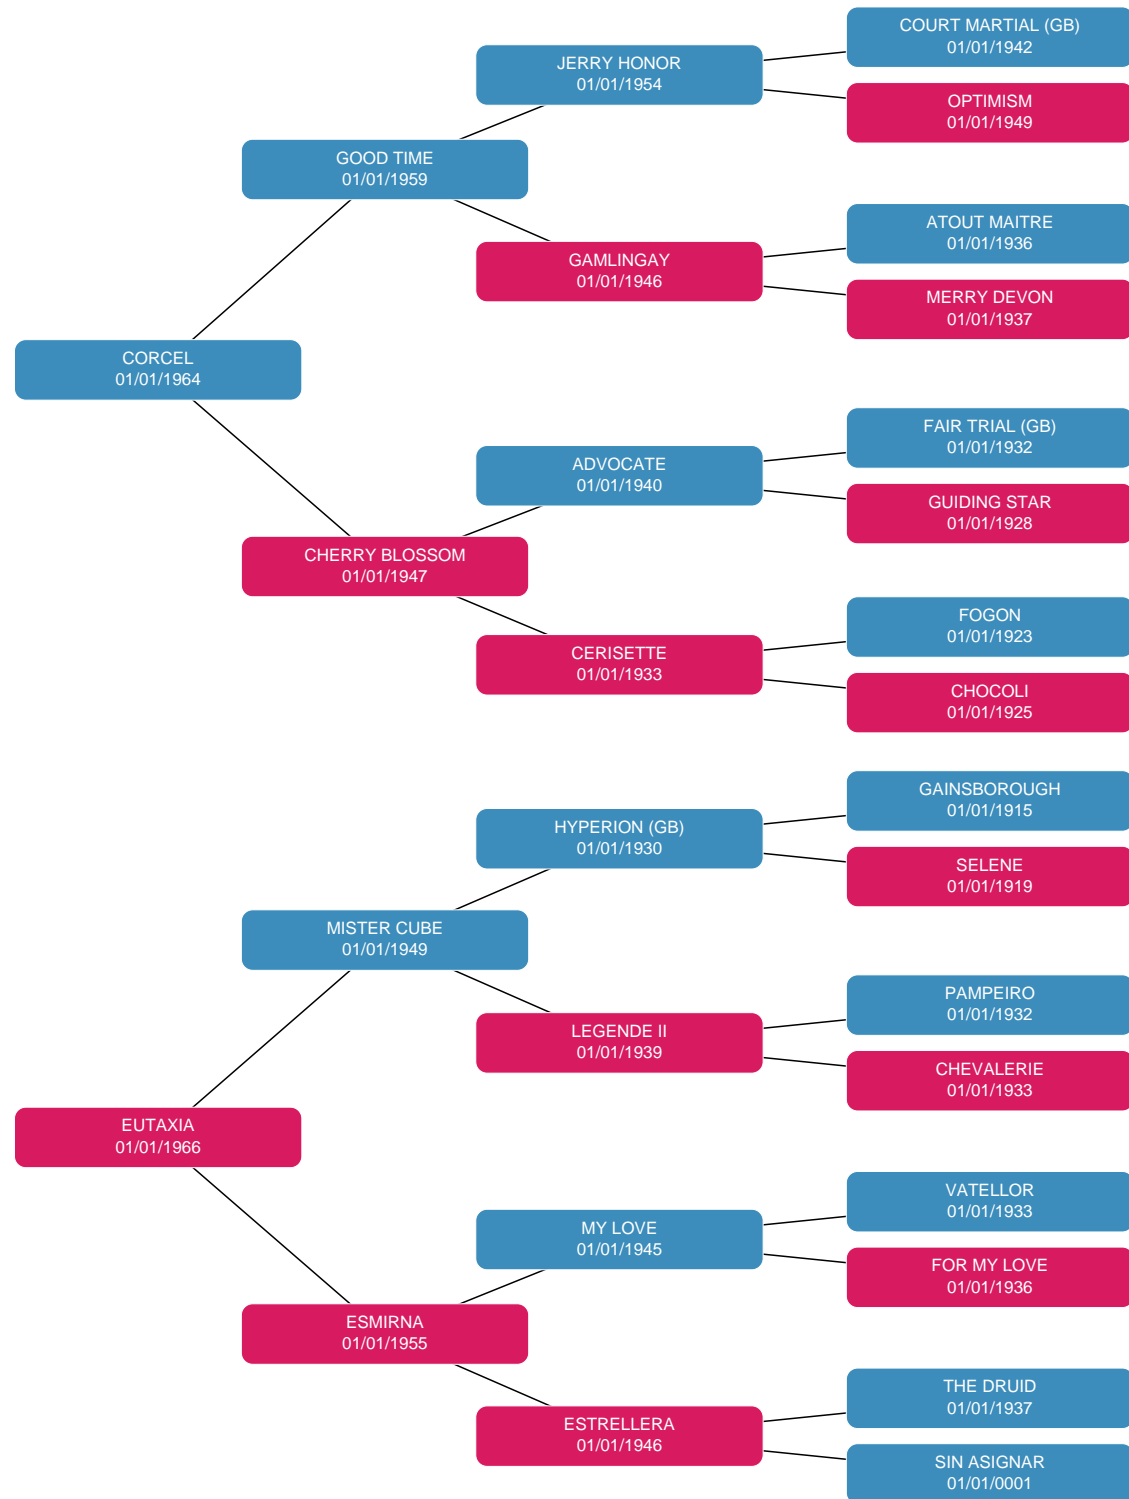 COURT MARTIAL (GB)
01/01/1942
JERRY HONOR
01/01/1954
OPTIMISM
01/01/1949
GOOD TIME
01/01/1959
ATOUT MAITRE
01/01/1936
GAMLINGAY
01/01/1946
MERRY DEVON
01/01/1937
CORCEL
01/01/1964
FAIR TRIAL (GB)
01/01/1932
ADVOCATE
01/01/1940
GUIDING STAR
01/01/1928
CHERRY BLOSSOM
01/01/1947
FOGON
01/01/1923
CERISETTE
01/01/1933
CHOCOLI
01/01/1925
GAINSBOROUGH
01/01/1915
HYPERION (GB)
01/01/1930
SELENE
01/01/1919
MISTER CUBE
01/01/1949
PAMPEIRO
01/01/1932
LEGENDE II
01/01/1939
CHEVALERIE
01/01/1933
EUTAXIA
01/01/1966
VATELLOR
01/01/1933
MY LOVE
01/01/1945
FOR MY LOVE
01/01/1936
ESMIRNA
01/01/1955
THE DRUID
01/01/1937
ESTRELLERA
01/01/1946
SIN ASIGNAR
01/01/0001